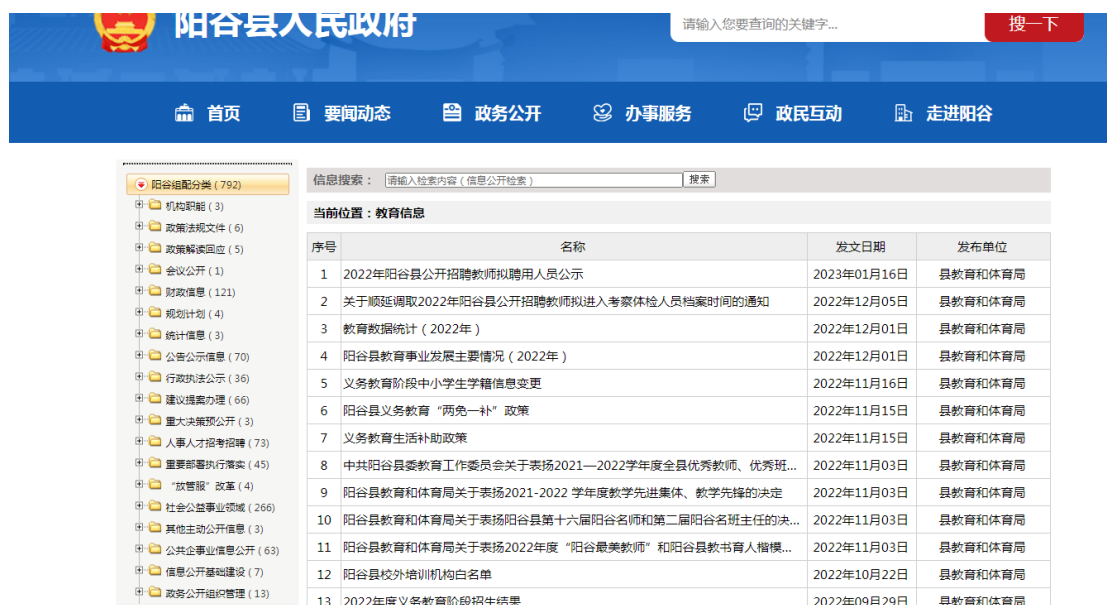 阳谷县人民政府
请输入您要查询的关键字...
搜一下
首页 要闻动态 政务公开 办事服务 政民互动 走进阳谷
阳谷组配分类 ( 792)
机构职能 ( 3)
政策法规文件 ( 6)
政策解读回应 ( 5)
会议公开 ( 1)
财政信息 ( 121)
规划计划 ( 4)
统计信息 ( 3)
公告公示信息 ( 70)
行政执法公示 ( 36)
建议提案办理 ( 66)
重大决策预公开 ( 3)
人事人才招考招聘 ( 73)
重要部署执行落实 ( 45)
“放管服”改革 ( 4)
社会公益事业领域 ( 266)
其他主动公开信息 ( 3)
公共企事业信息公开 ( 63)
信息公开基础建设 ( 7)
政务公开组织管理 ( 13)
信息搜索： 请输入检索内容 ( 信息公开检索 ) 搜索
当前位置：教育信息
序号 名称 发文日期 发布单位
1 2022年阳谷县公开招聘教师拟聘用人员公示 2023年01月16日 县教育和体育局
2 关于顺延调取2022年阳谷县公开招聘教师拟进入考察体检人员档案时间的通知 2022年12月05日 县教育和体育局
3 教育数据统计（2022年） 2022年12月01日 县教育和体育局
4 阳谷县教育事业发展主要情况（2022年） 2022年12月01日 县教育和体育局
5 义务教育阶段中小学生学籍信息变更 2022年11月16日 县教育和体育局
6 阳谷县义务教育“两免一补”政策 2022年11月15日 县教育和体育局
7 义务教育生活补助政策 2022年11月15日 县教育和体育局
8 中共阳谷县委教育工作委员会关于表扬2021—2022学年度全县优秀教师、优秀班... 2022年11月03日 县教育和体育局
9 阳谷县教育和体育局关于表扬2021-2022 学年度教学先进集体、教学先锋的决定 2022年11月03日 县教育和体育局
10 阳谷县教育和体育局关于表扬阳谷县第十六届阳谷名师和第二届阳谷名班主任的决... 2022年11月03日 县教育和体育局
11 阳谷县教育和体育局关于表扬2022年度“阳谷最美教师”和阳谷县教书育人楷模... 2022年11月03日 县教育和体育局
12 阳谷县校外培训机构白名单 2022年10月22日 县教育和体育局
13 2022年度义务教育阶段招生结果 2022年09月29日 县教育和体育局